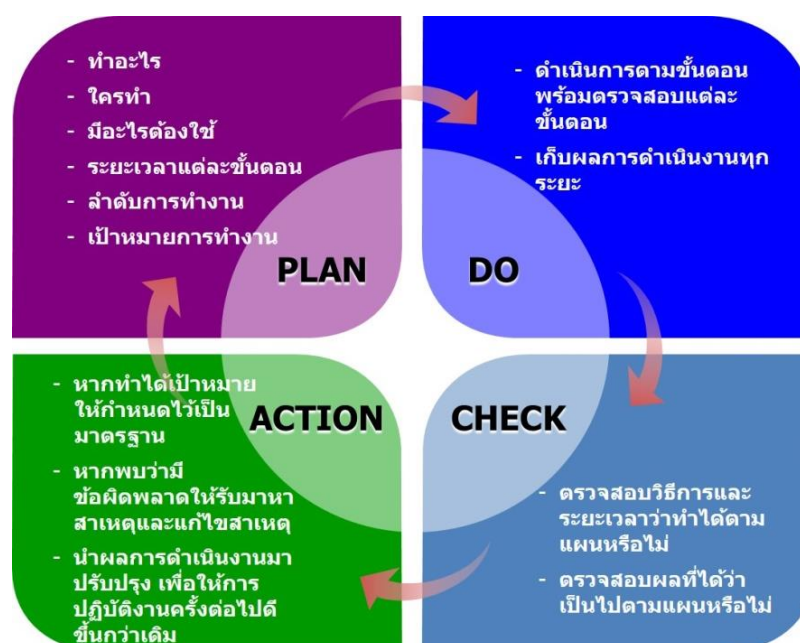 - ทำอะไร
- ใครทำ
- มีอะไรต้องใช้
- ระยะเวลาแต่ละขั้นตอน
- ลำดับการทำงาน
- เป้าหมายการทำงาน
PLAN
- ดำเนินการตามขั้นตอน
พร้อมตรวจสอบแต่ละ
ขั้นตอน
- เก็บผลการดำเนินงานทุก
ระยะ
DO
- หากทำได้เป้าหมาย
ให้กำหนดไว้เป็น
มาตรฐาน
- หากพบว่ามี
ข้อผิดพลาดให้รับมาหา
สาเหตุและแก้ไขสาเหตุ
- นำผลการดำเนินงานมา
ปรับปรุง เพื่อให้การ
ปฏิบัติงานครั้งต่อไปดี
ขึ้นกว่าเดิม
ACTION
CHECK
- ตรวจสอบวิธีการและ
ระยะเวลาว่าทำได้ตาม
แผนหรือไม่
- ตรวจสอบผลที่ได้ว่า
เป็นไปตามแผนหรือไม่